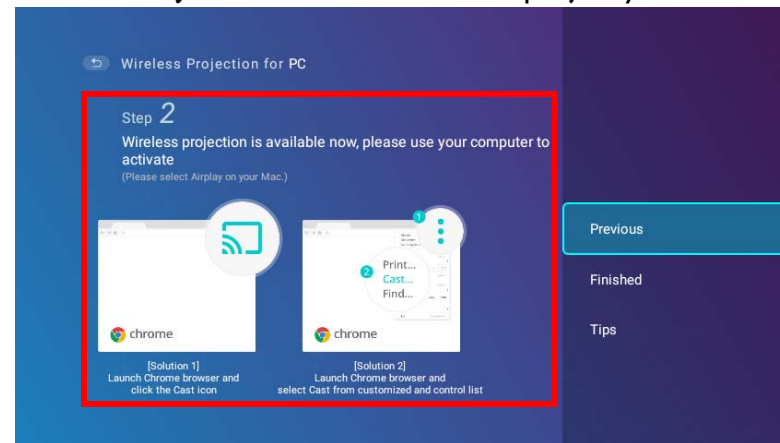 Wireless Projection for PC
Step 2
Wireless projection is available now, please use your computer to
activate
(Please select Airplay on your Mac.)
1
2
Print...
Cast...
Find...
chrome
chrome
[Solution 1]
Launch Chrome browser and
click the Cast icon
[Solution 2]
Launch Chrome browser and
select Cast from customized and control list
Previous
Finished
Tips